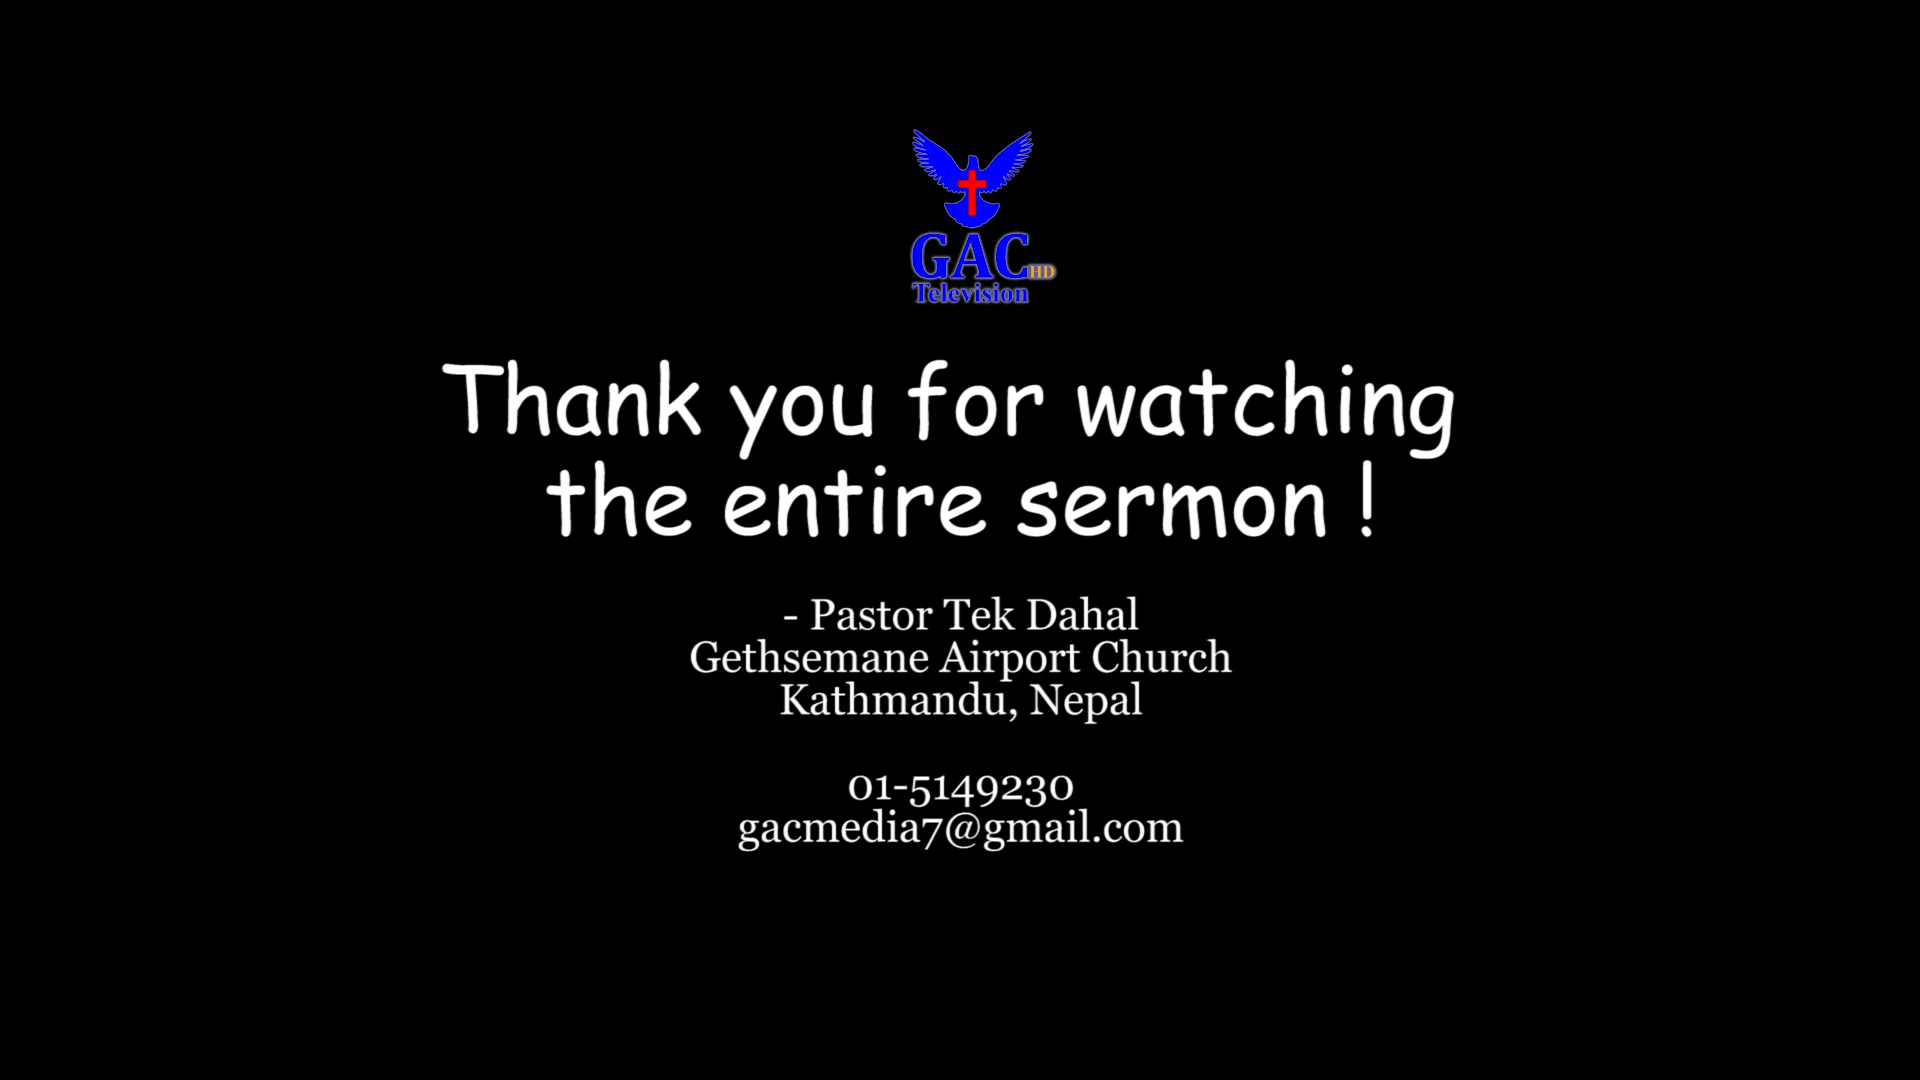 GAC HD
Television
Thank you for watching
the entire sermon !
- Pastor Tek Dahal
Gethsemane Airport Church
Kathmandu, Nepal
01-5149230
gacmedia7@gmail.com